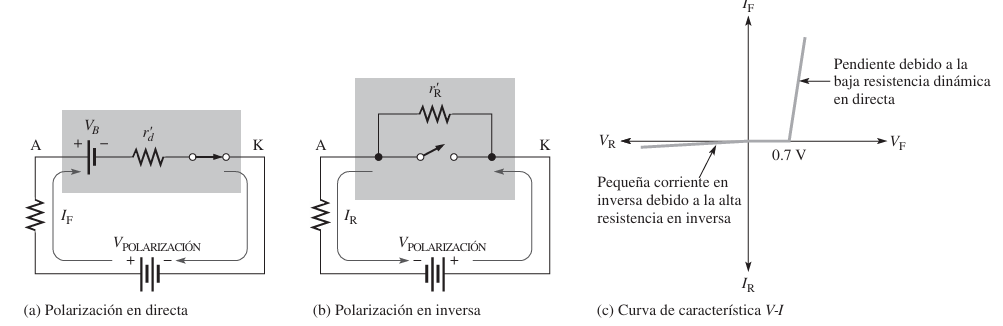 A
V_B
+ −
r'_d
K
I_F
V_POLARIZACIÓN
+ −
(a) Polarización en directa
r'_R
A
K
I_R
V_POLARIZACIÓN
− +
(b) Polarización en inversa
I_F
Pendiente debido a la
baja resistencia dinámica
en directa
V_R
V_F
0.7 V
Pequeña corriente en
inversa debido a la alta
resistencia en inversa
I_R
(c) Curva de característica V-I